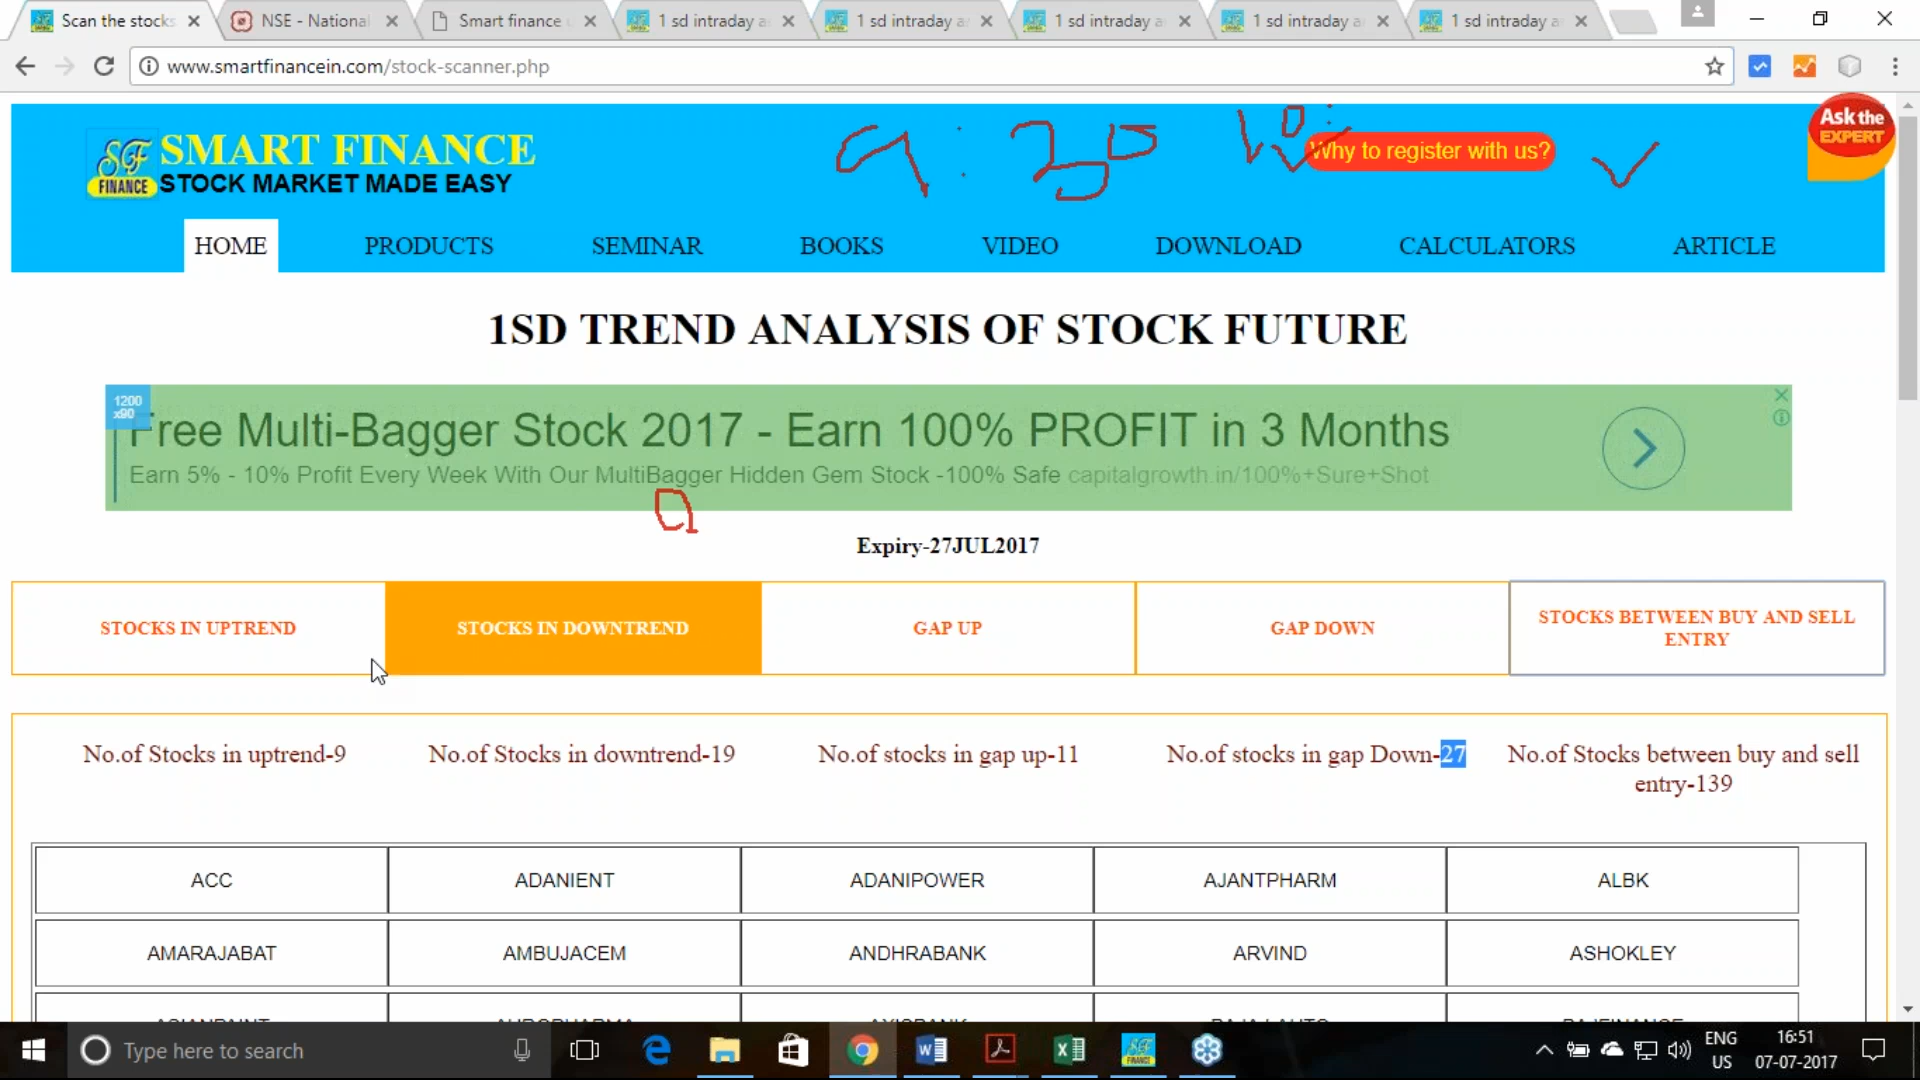 Scan the stocks
NSE - National
Smart finance
1 sd intraday
1 sd intraday
1 sd intraday
1 sd intraday
1 sd intraday
www.smartfinancein.com/stock-scanner.php
SF
FINANCE
SMART FINANCE
STOCK MARKET MADE EASY
9:30
Why to register with us?
Ask the
EXPERT
HOME PRODUCTS SEMINAR BOOKS VIDEO DOWNLOAD CALCULATORS ARTICLE
1SD TREND ANALYSIS OF STOCK FUTURE
1200
x90
Free Multi-Bagger Stock 2017 - Earn 100% PROFIT in 3 Months
Earn 5% - 10% Profit Every Week With Our MultiBagger Hidden Gem Stock -100% Safe capitalgrowth.in/100%+Sure+Shot
Expiry-27JUL2017
STOCKS IN UPTREND
STOCKS IN DOWNTREND
GAP UP
GAP DOWN
STOCKS BETWEEN BUY AND SELL
ENTRY
No.of Stocks in uptrend-9
No.of Stocks in downtrend-19
No.of stocks in gap up-11
No.of stocks in gap Down-27
No.of Stocks between buy and sell
entry-139
ACC ADANIENT ADANIPOWER AJANTPHARM ALBK
AMARAJABAT AMBUJACEM ANDHRABANK ARVIND ASHOKLEY
Type here to search
ENG
US
16:51
07-07-2017